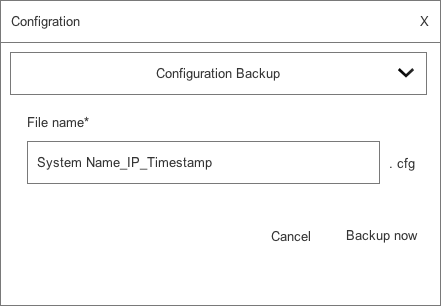 Configration X
Configuration Backup
File name*
System Name_IP_Timestamp . cfg
Cancel Backup now